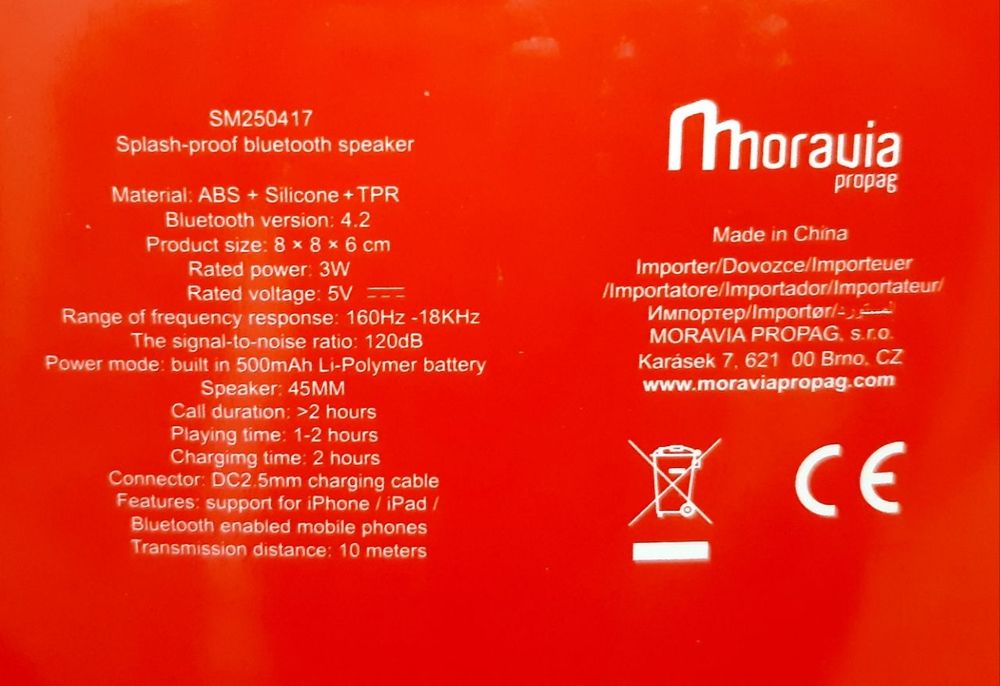 SM250417
Splash-proof bluetooth speaker
Material: ABS + Silicone + TPR
Bluetooth version: 4.2
Product size: 8 × 8 × 6 cm
Rated power: 3W
Rated voltage: 5V
Range of frequency response: 160Hz -18KHz
The signal-to-noise ratio: 120dB
Power mode: built in 500mAh Li-Polymer battery
Speaker: 45MM
Call duration: >2 hours
Playing time: 1-2 hours
Chargimg time: 2 hours
Connector: DC2.5mm charging cable
Features: support for iPhone / iPad /
Bluetooth enabled mobile phones
Transmission distance: 10 meters
moravia
propag
Made in China
Importer/Dovozce/Importeuer
/Importatore/Importador/Importateur/
Импортер/Importør/
MORAVIA PROPAG, s.r.o.
Karásek 7, 621 00 Brno, CZ
www.moraviapropag.com
CE